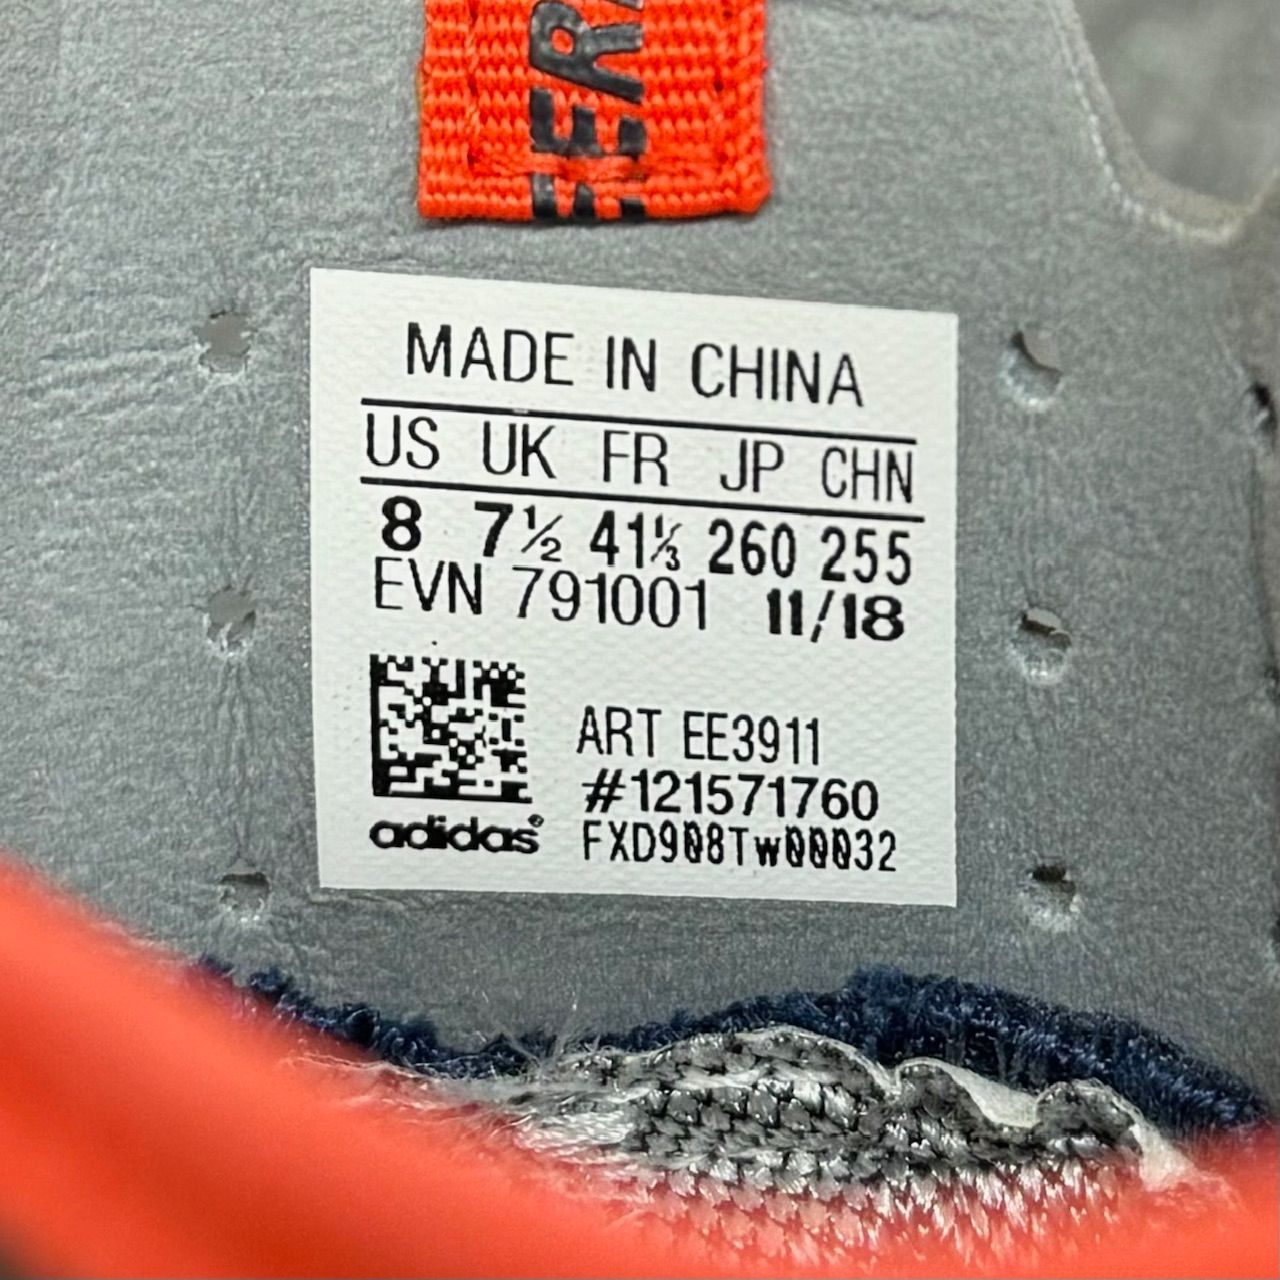 MADE IN CHINA
US UK FR JP CHN
8 7½ 41⅓ 260 255
EVN 791001 11/18
ART EE3911
#121571760
adidas® FXD908Tw00032